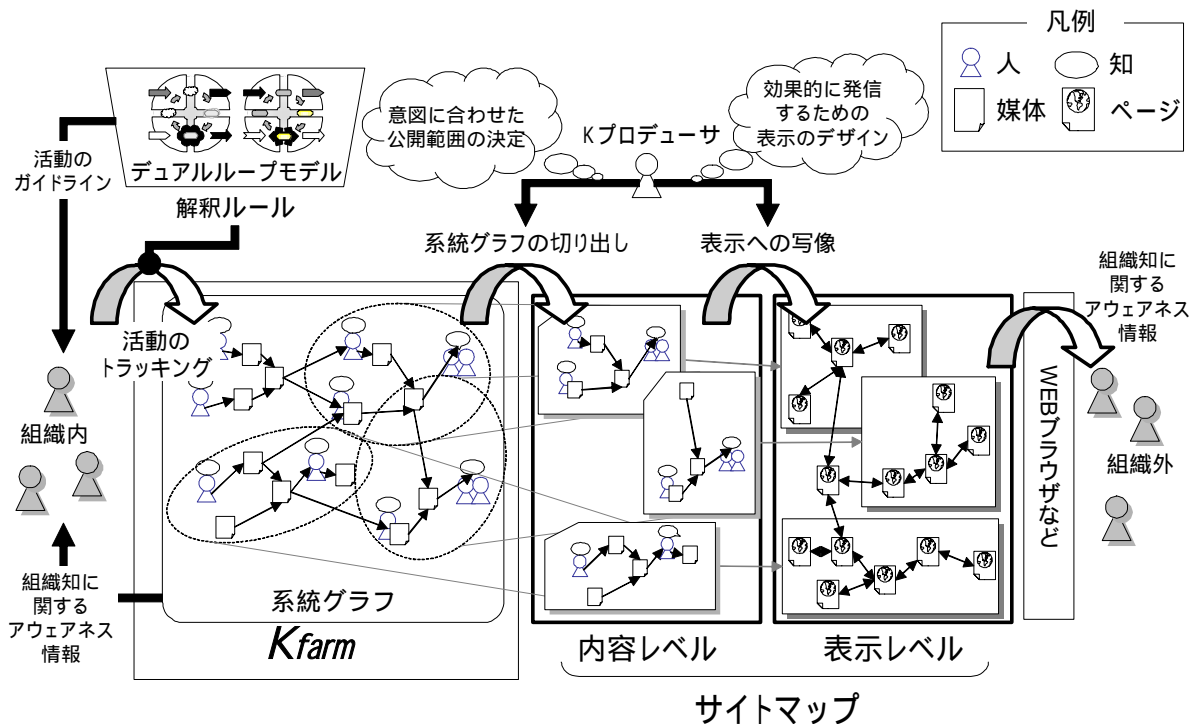 凡例
人
知
媒体
ページ
意図に合わせた
公開範囲の決定
Kプロデューサ
効果的に発信
するための
表示のデザイン
活動の
ガイドライン
デュアルループモデル
解釈ルール
系統グラフの切り出し
表示への写像
組織知に
関する
アウェアネス
情報
活動の
トラッキング
組織内
組織知に
関する
アウェアネス
情報
系統グラフ
Kfarm
内容レベル
表示レベル
サイトマップ
WEBブラウザなど
組織外